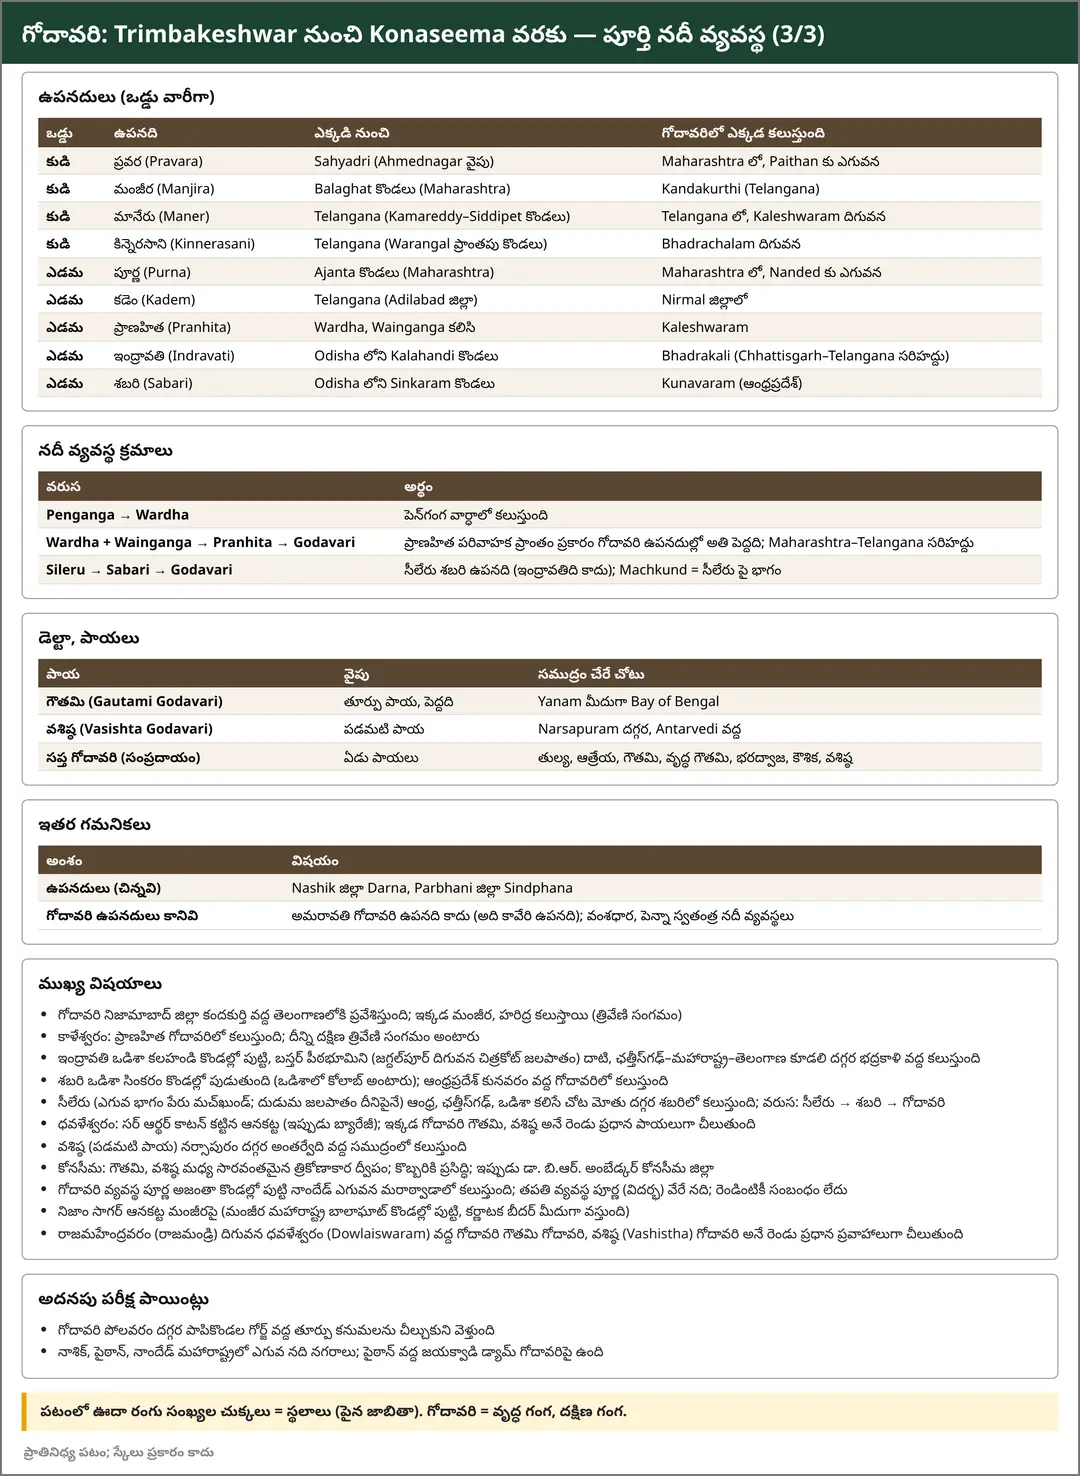 గోదావరి: Trimbakeshwar నుంచి Konaseema వరకు — పూర్తి నదీ వ్యవస్థ (3/3)
ఉపనదులు (ఒడ్డు వారీగా)
ఒడ్డు ఉపనది ఎక్కడి నుంచి గోదావరిలో ఎక్కడ కలుస్తుంది
కుడి ప్రవర (Pravara) Sahyadri (Ahmednagar వైపు) Maharashtra లో, Paithan కు ఎగువన
కుడి మంజీర (Manjira) Balaghat కొండలు (Maharashtra) Kandakurthi (Telangana)
కుడి మానేరు (Maner) Telangana (Kamareddy–Siddipet కొండలు) Telangana లో, Kaleshwaram దిగువన
కుడి కిన్నెరసాని (Kinnerasani) Telangana (Warangal ప్రాంతపు కొండలు) Bhadrachalam దిగువన
ఎడమ పూర్ణ (Purna) Ajanta కొండలు (Maharashtra) Maharashtra లో, Nanded కు ఎగువన
ఎడమ కడెం (Kadem) Telangana (Adilabad జిల్లా) Nirmal జిల్లాలో
ఎడమ ప్రాణహిత (Pranhita) Wardha, Wainganga కలిసి Kaleshwaram
ఎడమ ఇంద్రావతి (Indravati) Odisha లోని Kalahandi కొండలు Bhadrakali (Chhattisgarh–Telangana సరిహద్దు)
ఎడమ శబరి (Sabari) Odisha లోని Sinkaram కొండలు Kunavaram (ఆంధ్రప్రదేశ్)
నదీ వ్యవస్థ క్రమాలు
వరుస అర్థం
Penganga → Wardha పెన్‌గంగ వార్ధాలో కలుస్తుంది
Wardha + Wainganga → Pranhita → Godavari ప్రాణహిత పరివాహక ప్రాంతం ప్రకారం గోదావరి ఉపనదుల్లో అతి పెద్దది; Maharashtra–Telangana సరిహద్దు
Sileru → Sabari → Godavari సీలేరు శబరి ఉపనది (ఇంద్రావతిది కాదు); Machkund = సీలేరు పై భాగం
డెల్టా, పాయలు
పాయ వైపు సముద్రం చేరే చోటు
గౌతమి (Gautami Godavari) తూర్పు పాయ, పెద్దది Yanam మీదుగా Bay of Bengal
వశిష్ఠ (Vasishta Godavari) పడమటి పాయ Narsapuram దగ్గర, Antarvedi వద్ద
సప్త గోదావరి (సంప్రదాయం) ఏడు పాయలు తుల్య, ఆత్రేయ, గౌతమి, వృద్ధ గౌతమి, భరద్వాజ, కౌశిక, వశిష్ఠ
ఇతర గమనికలు
అంశం విషయం
ఉపనదులు (చిన్నవి) Nashik జిల్లా Darna, Parbhani జిల్లా Sindphana
గోదావరి ఉపనదులు కానివి అమరావతి గోదావరి ఉపనది కాదు (అది కావేరి ఉపనది); వంశధార, పెన్నా స్వతంత్ర నదీ వ్యవస్థలు
ముఖ్య విషయాలు
• గోదావరి నిజామాబాద్ జిల్లా కందకుర్తి వద్ద తెలంగాణలోకి ప్రవేశిస్తుంది; ఇక్కడ మంజీర, హరిద్ర కలుస్తాయి (త్రివేణి సంగమం)
• కాళేశ్వరం: ప్రాణహిత గోదావరిలో కలుస్తుంది; దీన్ని దక్షిణ త్రివేణి సంగమం అంటారు
• ఇంద్రావతి ఒడిశా కలహండి కొండల్లో పుట్టి, బస్తర్ పీఠభూమిని (జగ్దల్‌పూర్ దిగువన చిత్రకోట్ జలపాతం) దాటి, ఛత్తీస్‌గఢ్–మహారాష్ట్ర–తెలంగాణ కూడలి దగ్గర భద్రకాళి వద్ద కలుస్తుంది
• శబరి ఒడిశా సింకరం కొండల్లో పుడుతుంది (ఒడిశాలో కోలాబ్ అంటారు); ఆంధ్రప్రదేశ్ కునవరం వద్ద గోదావరిలో కలుస్తుంది
• సీలేరు (ఎగువ భాగం పేరు మచ్‌ఖుండ్; దుడుమ జలపాతం దీనిపైనే) ఆంధ్ర, ఛత్తీస్‌గఢ్, ఒడిశా కలిసే చోట మోతు దగ్గర శబరిలో కలుస్తుంది; వరుస: సీలేరు → శబరి → గోదావరి
• ధవళేశ్వరం: సర్ ఆర్థర్ కాటన్ కట్టిన ఆనకట్ట (ఇప్పుడు బ్యారేజీ); ఇక్కడ గోదావరి గౌతమి, వశిష్ఠ అనే రెండు ప్రధాన పాయలుగా చీలుతుంది
• వశిష్ఠ (పడమటి పాయ) నర్సాపురం దగ్గర అంతర్వేది వద్ద సముద్రంలో కలుస్తుంది
• కోనసీమ: గౌతమి, వశిష్ఠ మధ్య సారవంతమైన త్రికోణాకార ద్వీపం; కొబ్బరికి ప్రసిద్ధి; ఇప్పుడు డా. బి.ఆర్. అంబేడ్కర్ కోనసీమ జిల్లా
• గోదావరి వ్యవస్థ పూర్ణ అజంతా కొండల్లో పుట్టి నాందేడ్ ఎగువన మరాఠ్వాడాలో కలుస్తుంది; తపతి వ్యవస్థ పూర్ణ (విదర్భ) వేరే నది; రెండింటికీ సంబంధం లేదు
• నిజాం సాగర్ ఆనకట్ట మంజీరపై (మంజీర మహారాష్ట్ర బాలాఘాట్ కొండల్లో పుట్టి, కర్ణాటక బీదర్ మీదుగా వస్తుంది)
• రాజమహేంద్రవరం (రాజమండ్రి) దిగువన ధవళేశ్వరం (Dowlaiswaram) వద్ద గోదావరి గౌతమి గోదావరి, వశిష్ఠ (Vashistha) గోదావరి అనే రెండు ప్రధాన ప్రవాహాలుగా చీలుతుంది
అదనపు పరీక్ష పాయింట్లు
• గోదావరి పోలవరం దగ్గర పాపికొండల గోర్జ్ వద్ద తూర్పు కనుమలను చీల్చుకుని వెళ్తుంది
• నాశిక్, పైఠాన్, నాందేడ్ మహారాష్ట్రలో ఎగువ నది నగరాలు; పైఠాన్ వద్ద జయక్వాడి డ్యామ్ గోదావరిపై ఉంది
పటంలో ఊదా రంగు సంఖ్యల చుక్కలు = స్థలాలు (పైన జాబితా). గోదావరి = వృద్ధ గంగ, దక్షిణ గంగ.
ప్రాతినిధ్య పటం; స్కేలు ప్రకారం కాదు